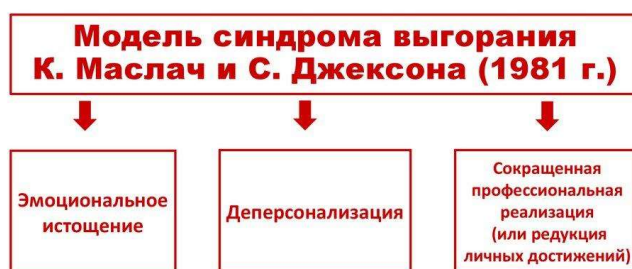 Модель синдрома выгорания
К. Маслач и С. Джексона (1981 г.)
Эмоциональное
истощение
Деперсонализация
Сокращенная
профессиональная
реализация
(или редукция
личных достижений)